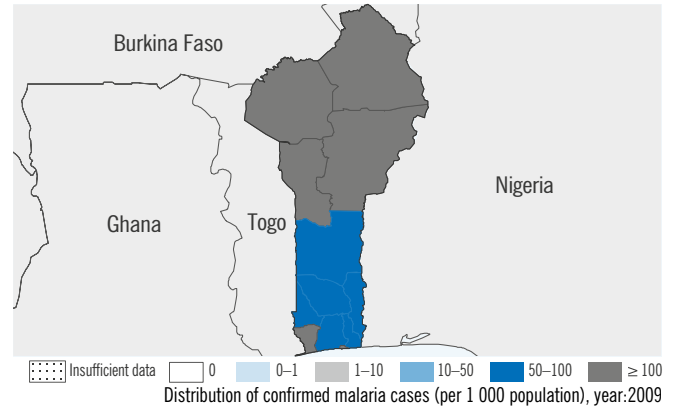 Burkina Faso
Nigeria
Ghana
Togo
Insufficient data 0 0–1 1–10 10–50 50–100 ≥ 100
Distribution of confirmed malaria cases (per 1 000 population), year:2009